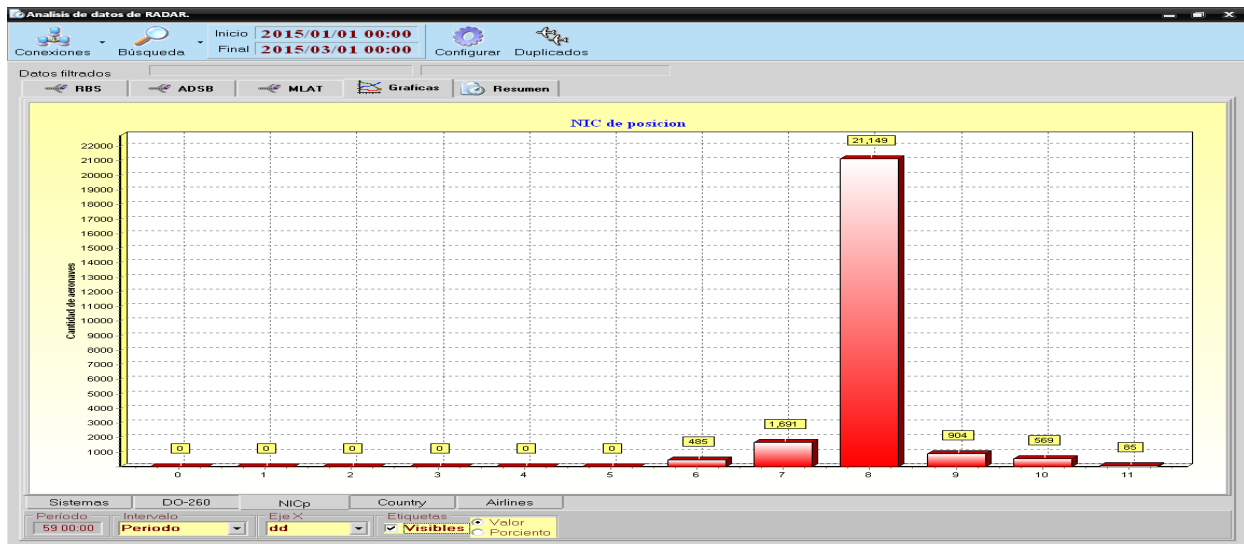 Analisis de datos de RADAR.
Conexiones
Búsqueda
Inicio 2015/01/01 00:00
Final 2015/03/01 00:00
Configurar
Duplicados
Datos filtrados
RBS ADSB MLAT Graficas Resumen
NIC de posicion
Cantidad de aeronaves
22000
21000
20000
19000
18000
17000
16000
15000
14000
13000
12000
11000
10000
9000
8000
7000
6000
5000
4000
3000
2000
1000
0 0 0 0 0 0 485 1,691 21,149 904 569 85
0 1 2 3 4 5 6 7 8 9 10 11
Sistemas DO-260 NICp Country Airlines
Periodo Intervalo Eje X Etiquetas
59 00:00 Periodo dd Visibles
Valor
Porciento